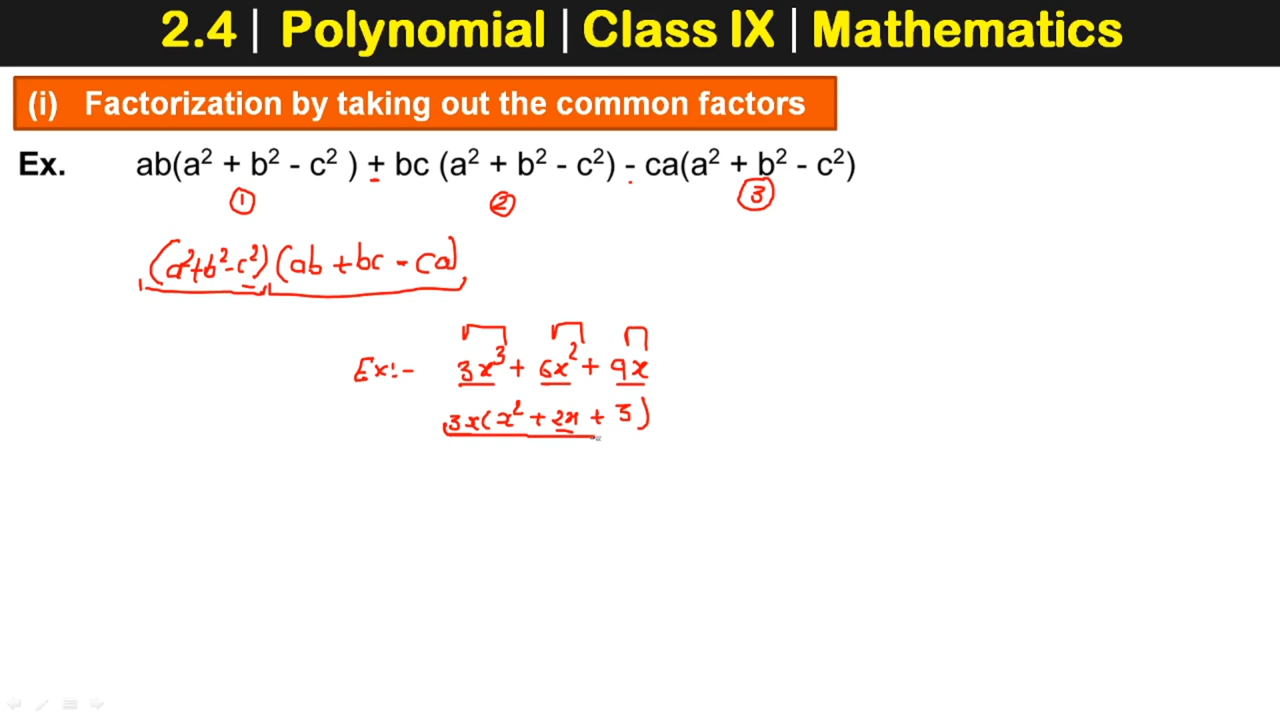 2.4 | Polynomial | Class IX | Mathematics
(i) Factorization by taking out the common factors
Ex. ab(a² + b² - c² ) + bc (a² + b² - c²) - ca(a² + b² - c²)
① ② ③
(a²+b²-c²)(ab+bc-ca)
Ex:- 3x³ + 6x² + 9x
3x(x² + 2x + 3)